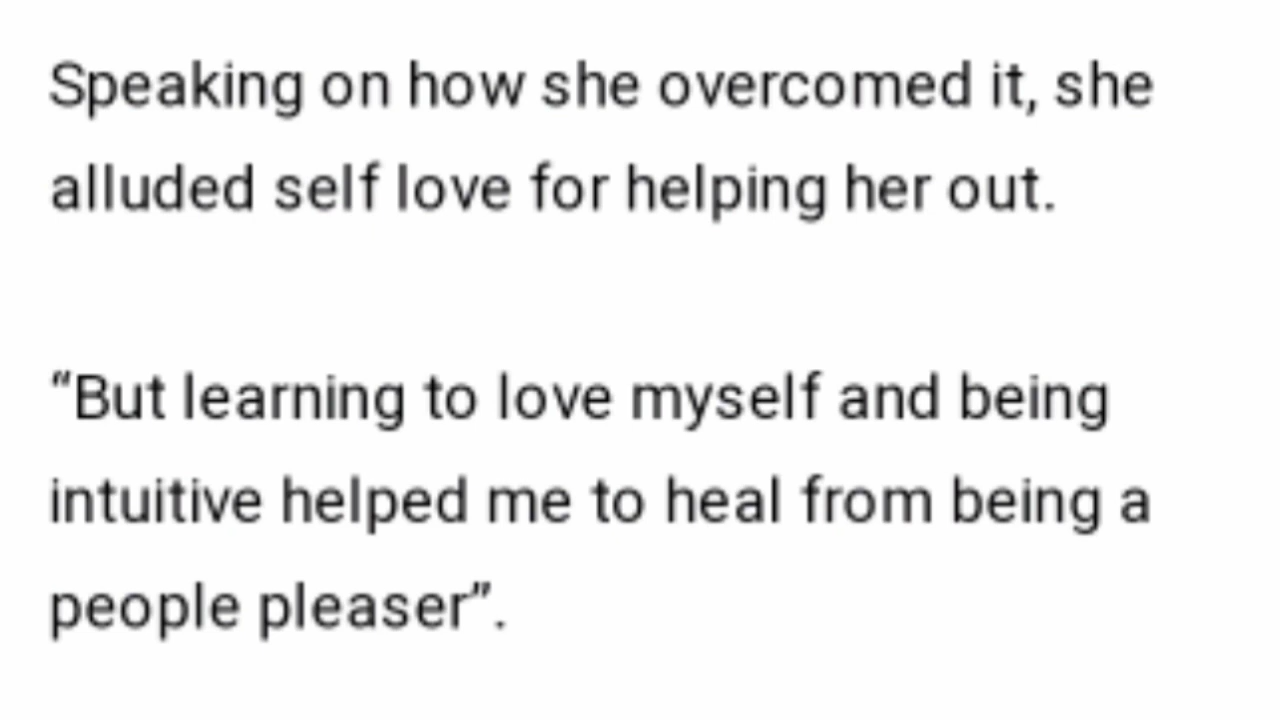 Speaking on how she overcomed it, she
alluded self love for helping her out.
“But learning to love myself and being
intuitive helped me to heal from being a
people pleaser”.